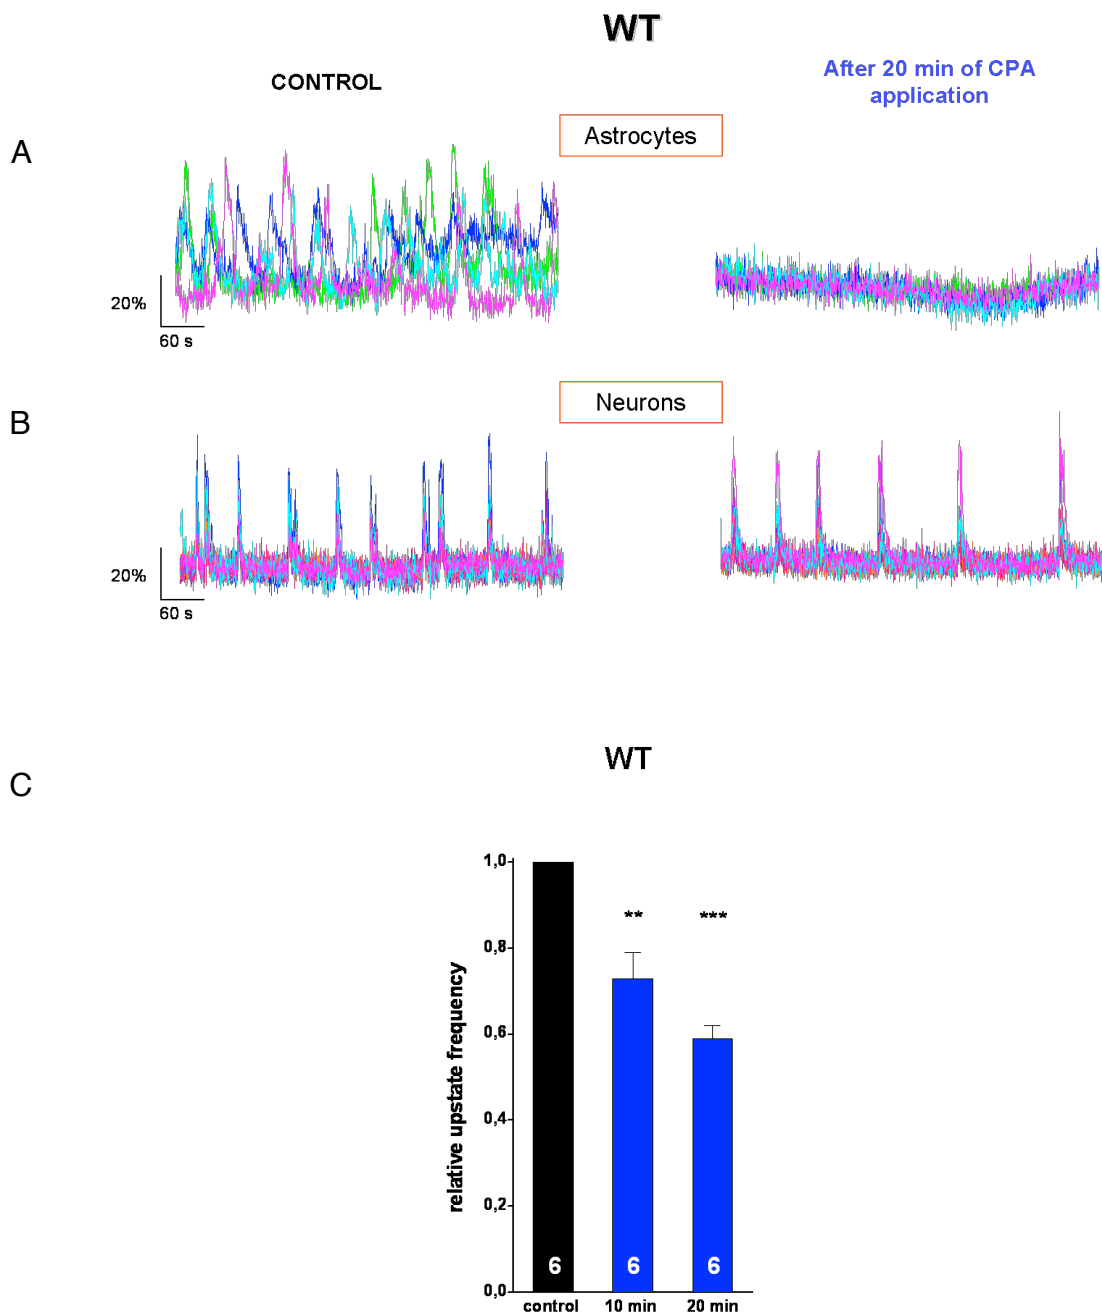 WT
CONTROL
After 20 min of CPA
application
A
Astrocytes
20%
60 s
B
Neurons
20%
60 s
WT
C
relative upstate frequency
1,0
0,8
0,6
0,4
0,2
0,0
**
***
6
6
6
control
10 min
20 min